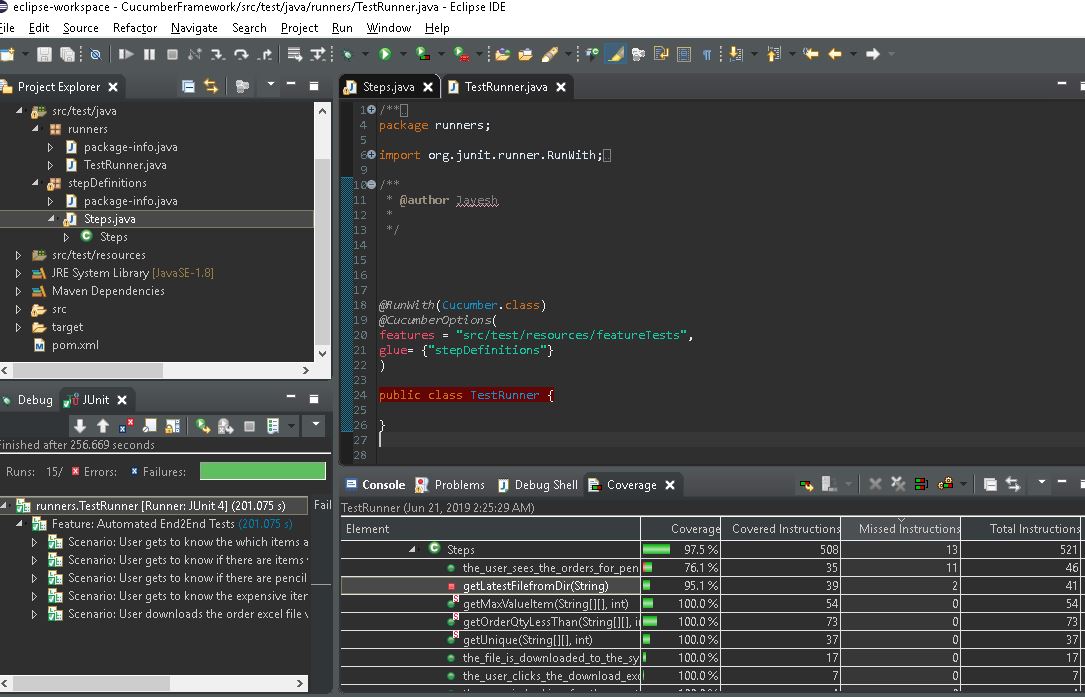 eclipse-workspace - CucumberFramework/src/test/java/runners/TestRunner.java - Eclipse IDE
File Edit Source Refactor Navigate Search Project Run Window Help
Project Explorer
src/test/java
runners
package-info.java
TestRunner.java
stepDefinitions
package-info.java
Steps.java
Steps
src/test/resources
JRE System Library [JavaSE-1.8]
Maven Dependencies
src
target
pom.xml
Debug JUnit
Finished after 256.669 seconds
Runs: 15/ Errors: Failures:
runners.TestRunner [Runner: JUnit 4] (201.075 s)
Feature: Automated End2End Tests (201.075 s)
Scenario: User gets to know the which items a
Scenario: User gets to know if there are items
Scenario: User gets to know if there are pencil
Scenario: User gets to know the expensive iter
Scenario: User downloads the order excel file v
Fail
Steps.java TestRunner.java
1 /**
4 package runners;
5
6 import org.junit.runner.RunWith;
9
10 /**
11 * @author Jayesh
12 *
13 */
14
15
16
17
18 @RunWith(Cucumber.class)
19 @CucumberOptions(
20 features = "src/test/resources/featureTests",
21 glue= {"stepDefinitions"}
22 )
23
24 public class TestRunner {
25
26 }
27
28
Console Problems Debug Shell Coverage
TestRunner (Jun 21, 2019 2:25:29 AM)
Element Coverage Covered Instructions Missed Instructions Total Instructions
Steps 97.5 % 508 13 521
the_user_sees_the_orders_for_pen 76.1 % 35 11 46
getLatestFilefromDir(String) 95.1 % 39 2 41
getMaxValueItem(String[][], int) 100.0 % 54 0 54
getOrderQtyLessThan(String[][], i 100.0 % 73 0 73
getUnique(String[][], int) 100.0 % 37 0 37
the_file_is_downloaded_to_the_sy 100.0 % 17 0 17
the_user_clicks_the_download_exc 100.0 % 7 0 7